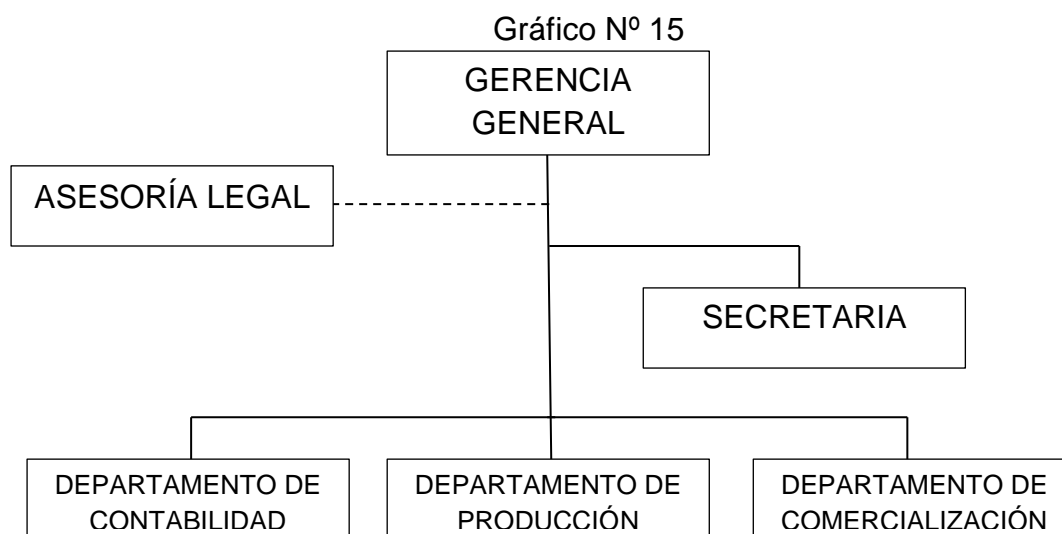 Gráfico Nº 15
GERENCIA
GENERAL
ASESORÍA LEGAL
SECRETARIA
DEPARTAMENTO DE
CONTABILIDAD
DEPARTAMENTO DE
PRODUCCIÓN
DEPARTAMENTO DE
COMERCIALIZACIÓN